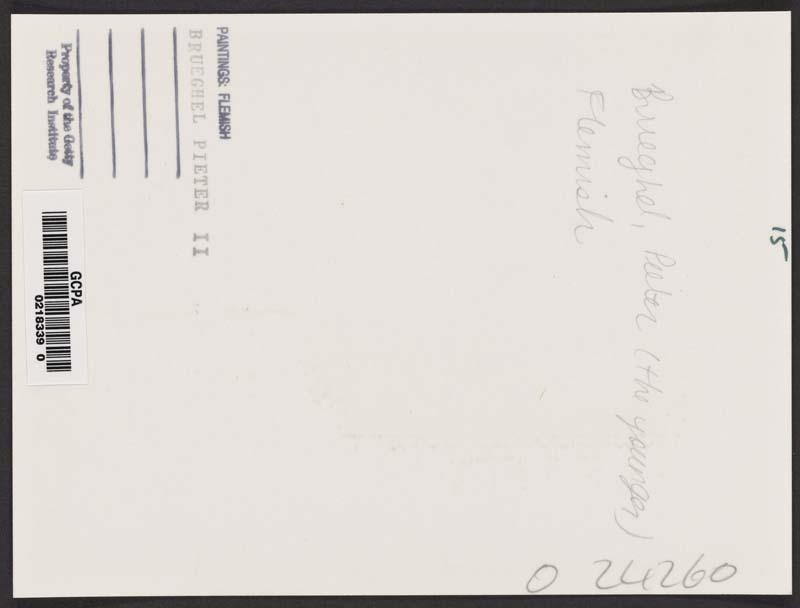 PAINTINGS: FLEMISH
BRUEGHEL PIETER II
Property of the Getty
Research Institute
GCPA
0218339 0
Brueghel, Pieter (the younger)
Flemish
15
0 24260